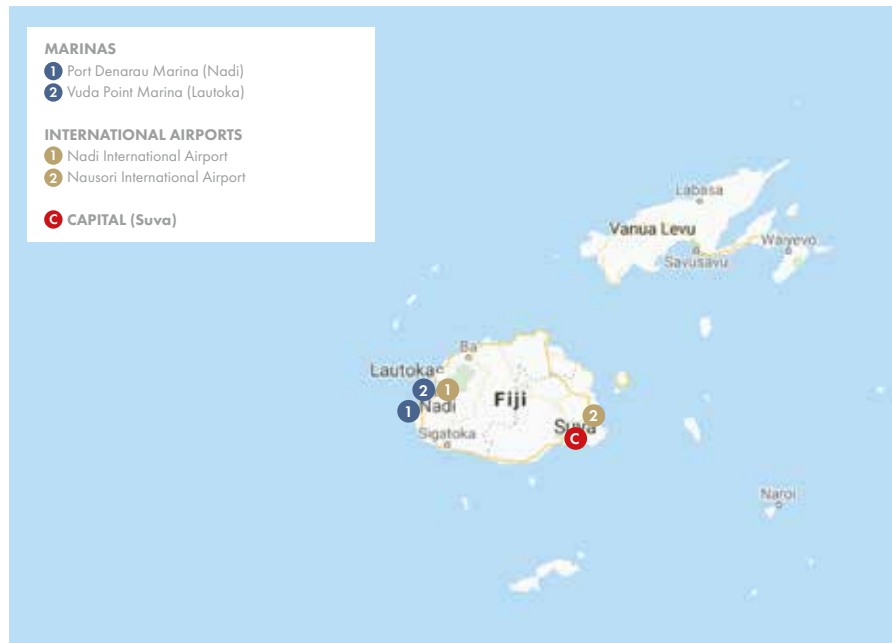 MARINAS
1 Port Denarau Marina (Nadi)
2 Vuda Point Marina (Lautoka)
INTERNATIONAL AIRPORTS
1 Nadi International Airport
2 Nausori International Airport
C CAPITAL (Suva)
Labasa
Vanua Levu
Waiyevo
Savusavu
Ba
Lautoka
2 1
1 Nadi
Fiji
2
Suva
C
Sigatoka
Naroi